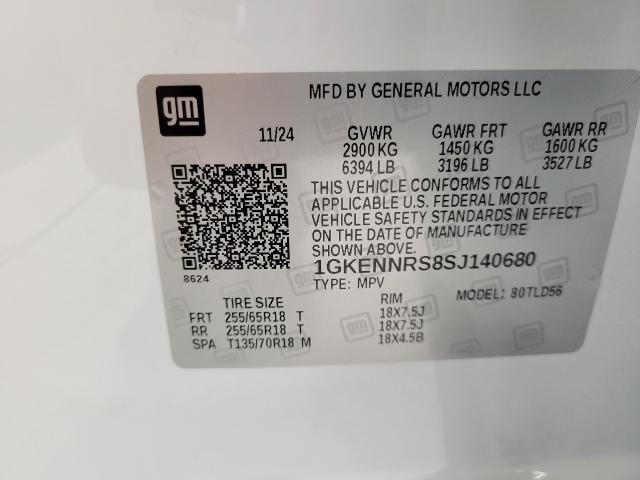 gm
MFD BY GENERAL MOTORS LLC
11/24 GVWR GAWR FRT GAWR RR
2900 KG 1450 KG 1600 KG
6394 LB 3196 LB 3527 LB
THIS VEHICLE CONFORMS TO ALL
APPLICABLE U.S. FEDERAL MOTOR
VEHICLE SAFETY STANDARDS IN EFFECT
ON THE DATE OF MANUFACTURE
SHOWN ABOVE.
1GKENNRS8SJ140680
8624
TYPE: MPV MODEL: 80TLD56
TIRE SIZE RIM
FRT 255/65R18 T 18X7.5J
RR 255/65R18 T 18X7.5J
SPA T135/70R18 M 18X4.5B